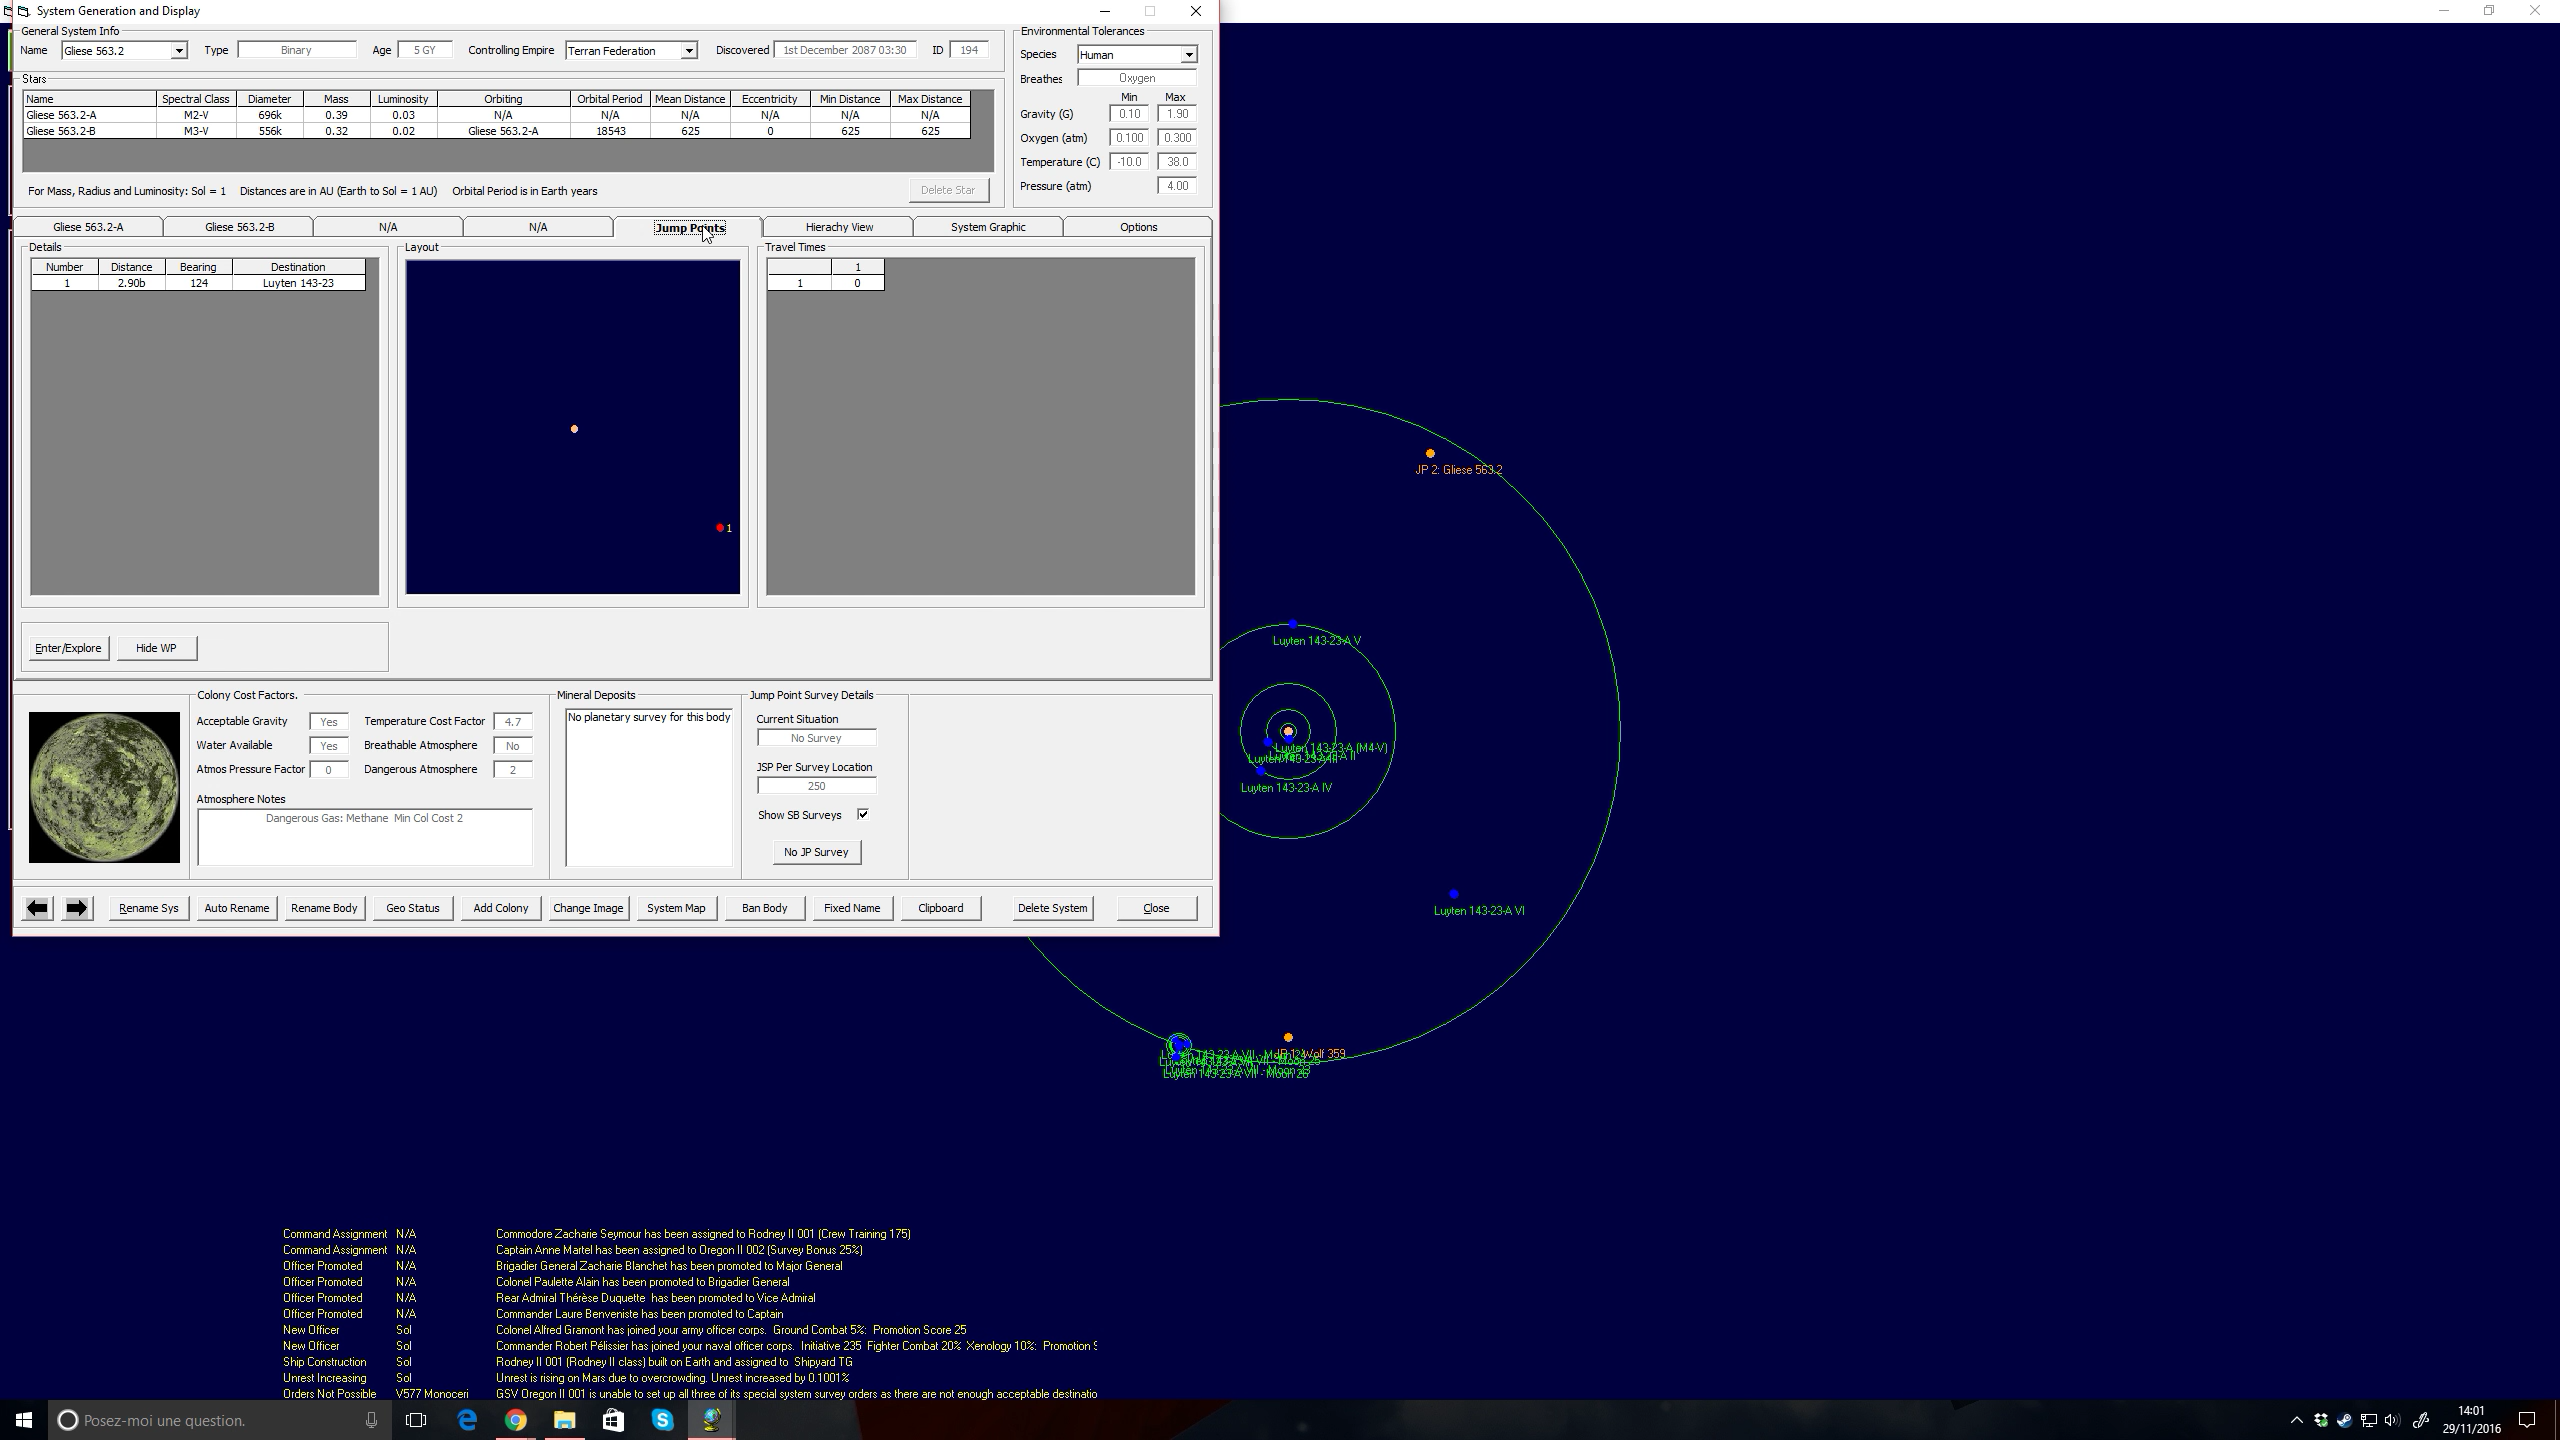 System Generation and Display
General System Info
Name Gliese 563.2 Type Binary Age 5 GY Controlling Empire Terran Federation Discovered 1st December 2087 03:30 ID 194
Stars
Name Spectral Class Diameter Mass Luminosity Orbiting Orbital Period Mean Distance Eccentricity Min Distance Max Distance
Gliese 563.2-A M2-V 696k 0.39 0.03 N/A N/A N/A N/A N/A N/A
Gliese 563.2-B M3-V 556k 0.32 0.02 Gliese 563.2-A 18543 625 0 625 625
For Mass, Radius and Luminosity: Sol = 1 Distances are in AU (Earth to Sol = 1 AU) Orbital Period is in Earth years
Delete Star
Environmental Tolerances
Species Human
Breathes Oxygen
Min Max
Gravity (G) 0.10 1.90
Oxygen (atm) 0.100 0.300
Temperature (C) -10.0 38.0
Pressure (atm) 4.00
Gliese 563.2-A Gliese 563.2-B N/A N/A Jump Points Hierachy View System Graphic Options
Details
Number Distance Bearing Destination
1 2.90b 124 Luyten 143-23
Layout
1
Travel Times
1
1 0
Enter/Explore Hide WP
Colony Cost Factors.
Acceptable Gravity Yes Temperature Cost Factor 4.7
Water Available Yes Breathable Atmosphere No
Atmos Pressure Factor 0 Dangerous Atmosphere 2
Atmosphere Notes
Dangerous Gas: Methane Min Col Cost 2
Mineral Deposits
No planetary survey for this body
Jump Point Survey Details
Current Situation
No Survey
JSP Per Survey Location
250
Show SB Surveys
No JP Survey
Rename Sys Auto Rename Rename Body Geo Status Add Colony Change Image System Map Ban Body Fixed Name Clipboard Delete System Close
JP 2: Gliese 563.2
Luyten 143-23-A V
Luyten 143-23-A (M4-V)
Luyten 143-23-A IV
Luyten 143-23-A VI
Command Assignment N/A Commodore Zacharie Seymour has been assigned to Rodney II 001 (Crew Training 175)
Command Assignment N/A Captain Anne Martel has been assigned to Oregon II 002 (Survey Bonus 25%)
Officer Promoted N/A Brigadier General Zacharie Blanchet has been promoted to Major General
Officer Promoted N/A Colonel Paulette Alain has been promoted to Brigadier General
Officer Promoted N/A Rear Admiral Thérèse Duquette has been promoted to Vice Admiral
Officer Promoted N/A Commander Laure Benveniste has been promoted to Captain
New Officer Sol Colonel Alfred Gramont has joined your army officer corps. Ground Combat 5%: Promotion Score 25
New Officer Sol Commander Robert Pélissier has joined your naval officer corps. Initiative 235 Fighter Combat 20% Xenology 10%: Promotion
Ship Construction Sol Rodney II 001 (Rodney II class) built on Earth and assigned to Shipyard TG
Unrest Increasing Sol Unrest is rising on Mars due to overcrowding. Unrest increased by 0.1001%
Orders Not Possible V577 Monoceri GSV Oregon II 001 is unable to set up all three of its special system survey orders as there are not enough acceptable destinatio
Posez-moi une question.
14:01
29/11/2016